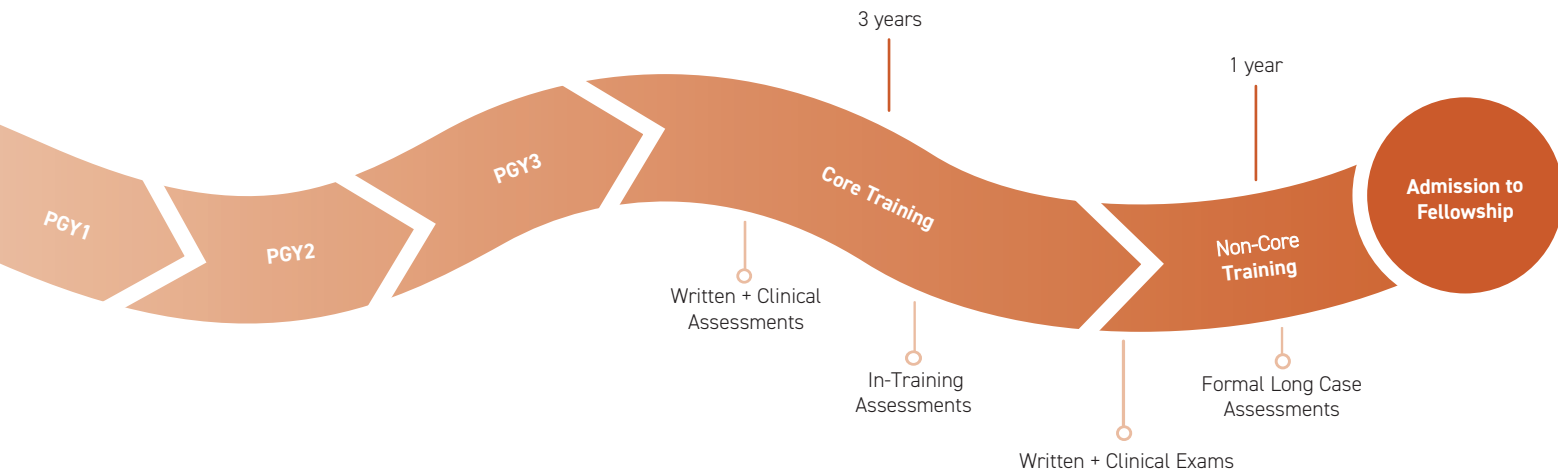 3 years
1 year
PGY1
PGY2
PGY3
Core Training
Non-Core
Training
Admission to
Fellowship
Written + Clinical
Assessments
In-Training
Assessments
Written + Clinical Exams
Formal Long Case
Assessments